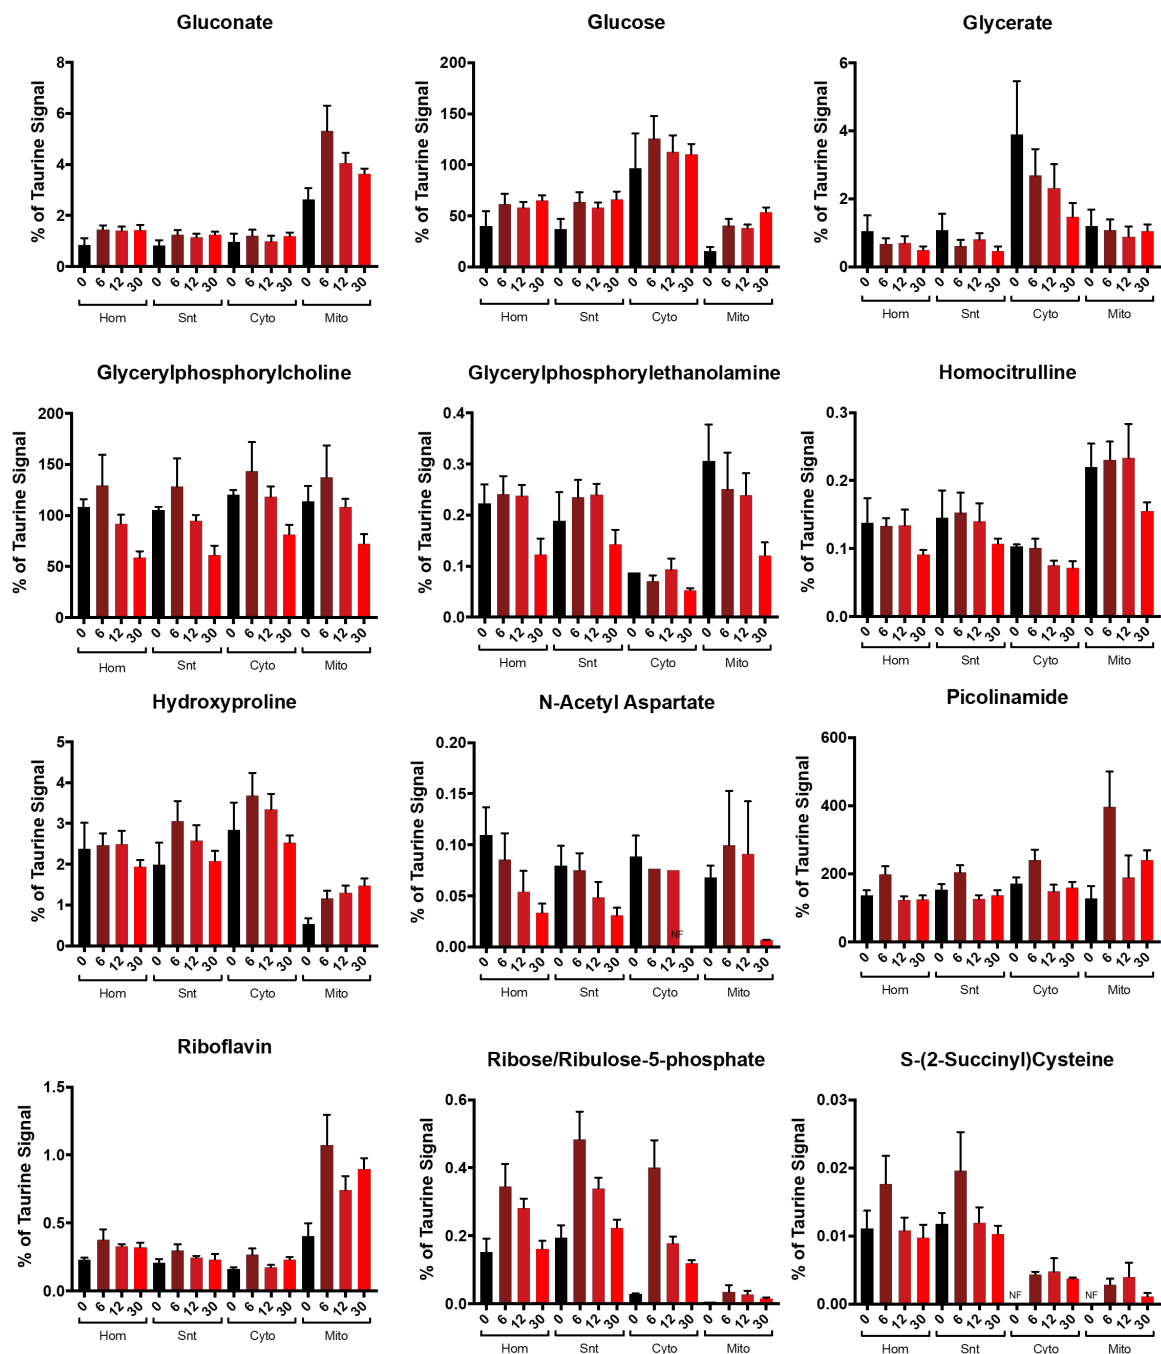 Gluconate
% of Taurine Signal
8
6
4
2
0
0 6 12 30 0 6 12 30 0 6 12 30 0 6 12 30
Hom Snt Cyto Mito
Glucose
% of Taurine Signal
200
150
100
50
0
0 6 12 30 0 6 12 30 0 6 12 30 0 6 12 30
Hom Snt Cyto Mito
Glycerate
% of Taurine Signal
6
4
2
0
0 6 12 30 0 6 12 30 0 6 12 30 0 6 12 30
Hom Snt Cyto Mito
Glycerylphosphorylcholine
% of Taurine Signal
200
150
100
50
0
0 6 12 30 0 6 12 30 0 6 12 30 0 6 12 30
Hom Snt Cyto Mito
Glycerylphosphorylethanolamine
% of Taurine Signal
0.4
0.3
0.2
0.1
0.0
0 6 12 30 0 6 12 30 0 6 12 30 0 6 12 30
Hom Snt Cyto Mito
Homocitrulline
% of Taurine Signal
0.3
0.2
0.1
0.0
0 6 12 30 0 6 12 30 0 6 12 30 0 6 12 30
Hom Snt Cyto Mito
Hydroxyproline
% of Taurine Signal
5
4
3
2
1
0
0 6 12 30 0 6 12 30 0 6 12 30 0 6 12 30
Hom Snt Cyto Mito
N-Acetyl Aspartate
% of Taurine Signal
0.20
0.15
0.10
0.05
0.00
NF
0 6 12 30 0 6 12 30 0 6 12 30 0 6 12 30
Hom Snt Cyto Mito
Picolinamide
% of Taurine Signal
600
400
200
0
0 6 12 30 0 6 12 30 0 6 12 30 0 6 12 30
Hom Snt Cyto Mito
Riboflavin
% of Taurine Signal
1.5
1.0
0.5
0.0
0 6 12 30 0 6 12 30 0 6 12 30 0 6 12 30
Hom Snt Cyto Mito
Ribose/Ribulose-5-phosphate
% of Taurine Signal
0.6
0.4
0.2
0.0
0 6 12 30 0 6 12 30 0 6 12 30 0 6 12 30
Hom Snt Cyto Mito
S-(2-Succinyl)Cysteine
% of Taurine Signal
0.03
0.02
0.01
0.00
NF NF
0 6 12 30 0 6 12 30 0 6 12 30 0 6 12 30
Hom Snt Cyto Mito